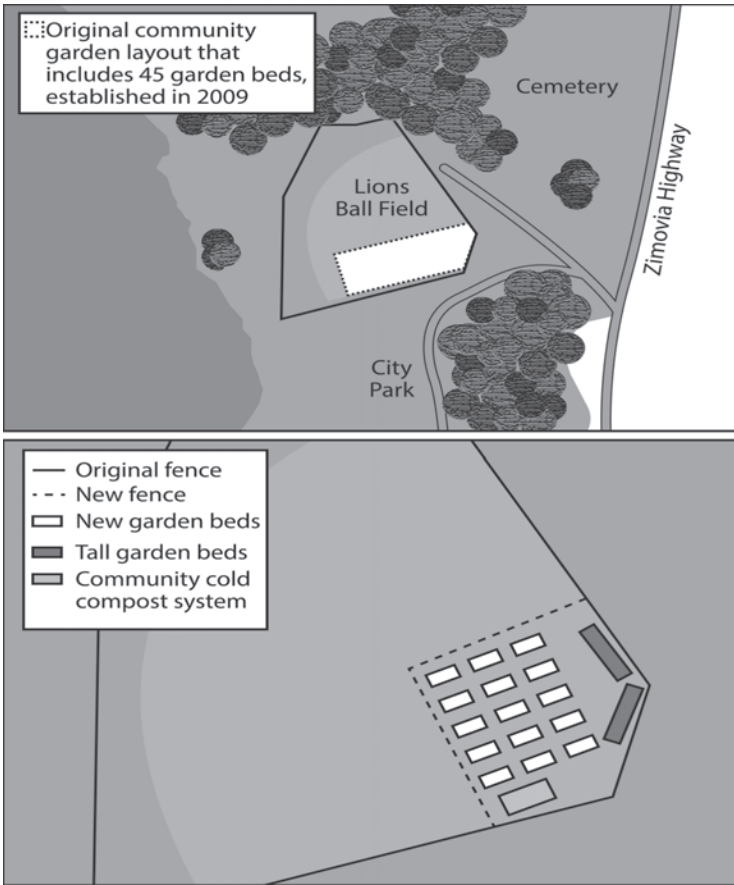 Original community
garden layout that
includes 45 garden beds,
established in 2009
Cemetery
Lions
Ball Field
Zimovia Highway
City
Park
Original fence
New fence
New garden beds
Tall garden beds
Community cold
compost system